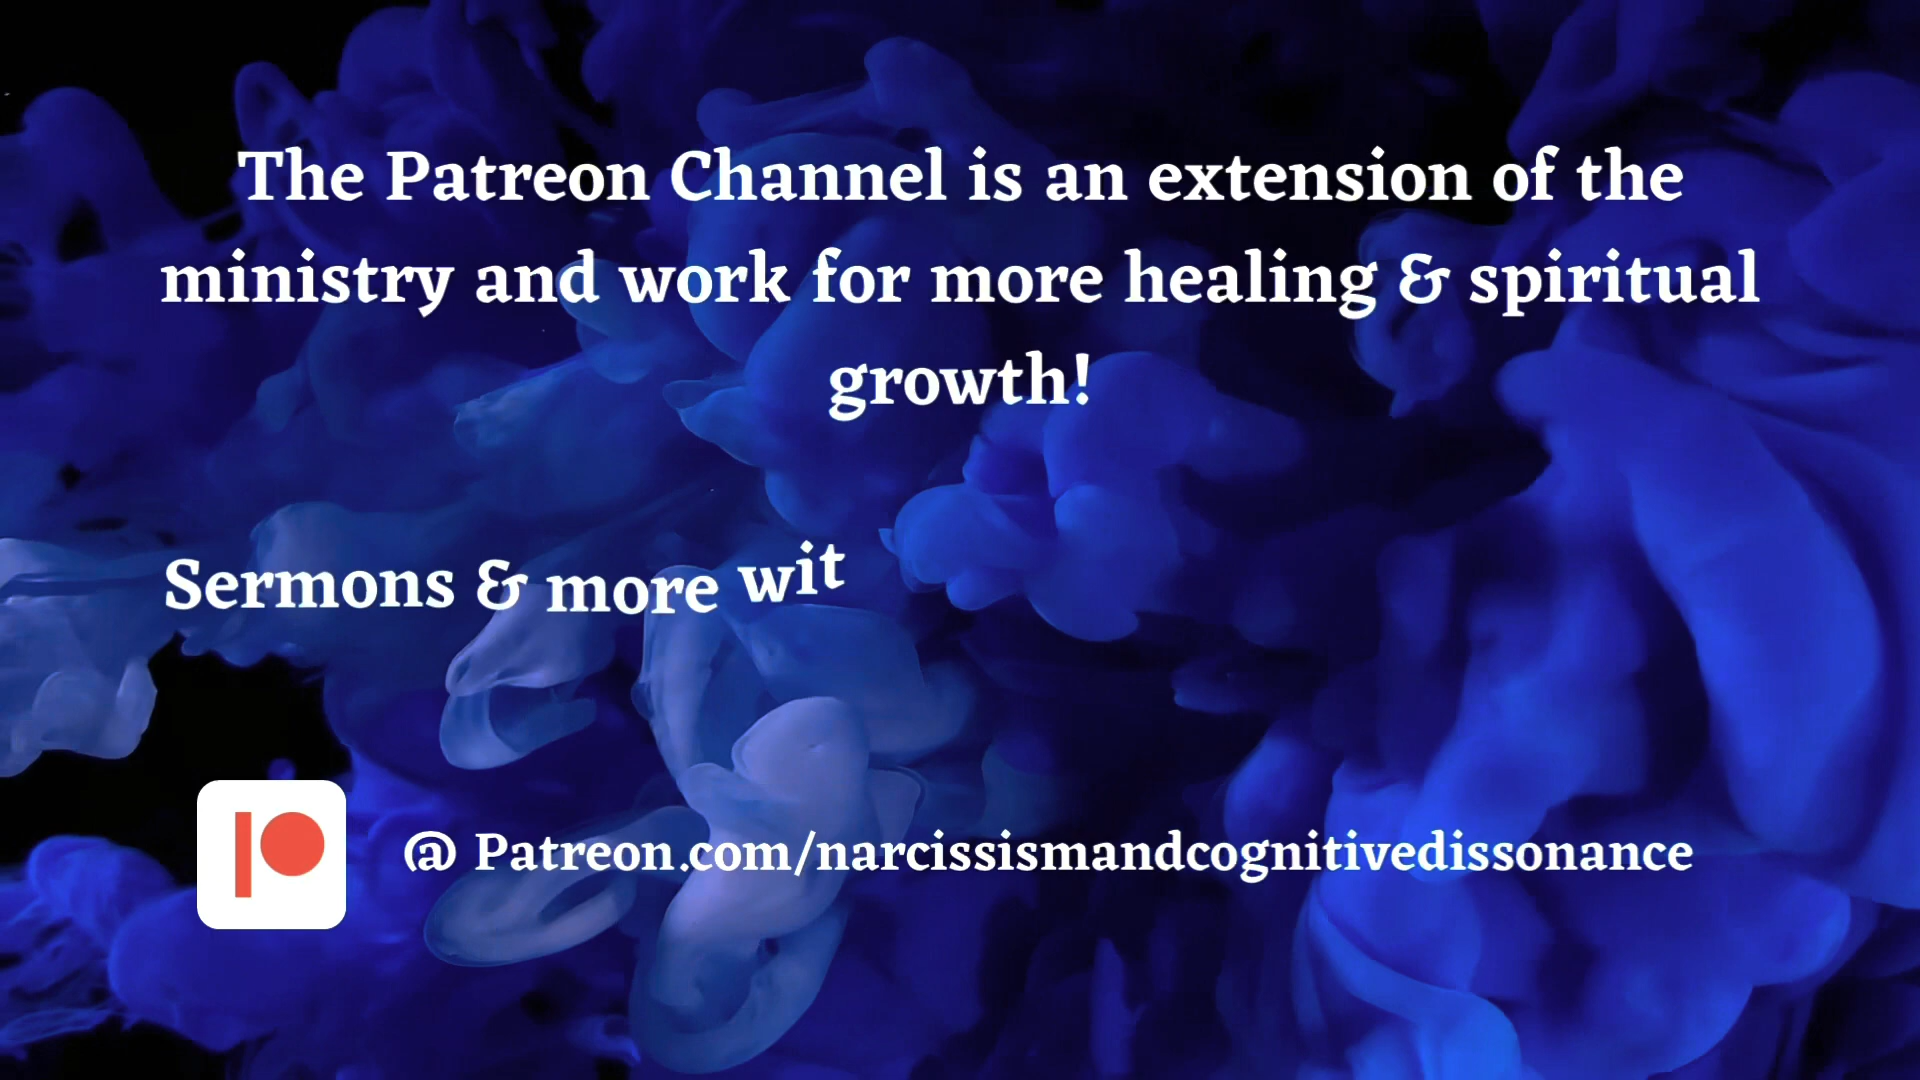 The Patreon Channel is an extension of the
ministry and work for more healing & spiritual
growth!
Sermons & more wit
@ Patreon.com/narcissismandcognitivedissonance